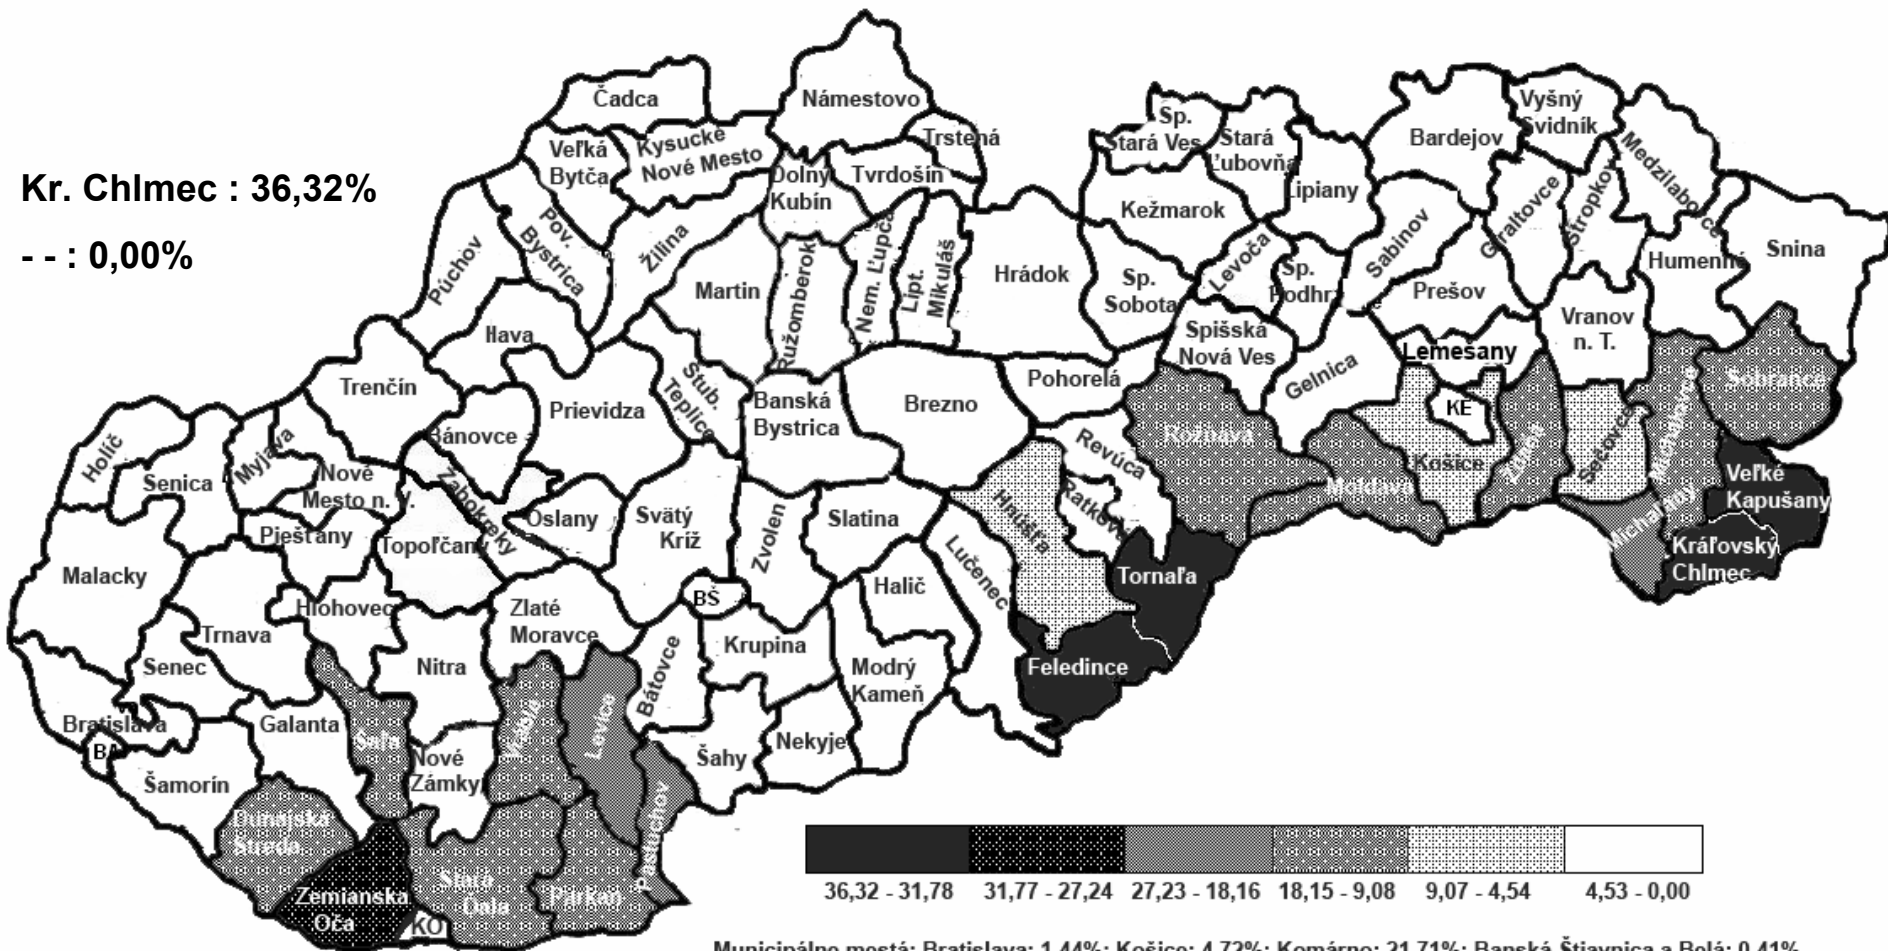 Kr. Chlmec : 36,32%
- - : 0,00%
Čadca
Námestovo
Kysucké
Nové Mesto
Veľká
Bytča
Dolný
Kubín
Tvrdošín
Trstená
Sp.
Stará Ves
Stará
Ľubovňa
Lipiany
Bardejov
Vyšný
Svidník
Medzilaborce
Stropkov
Giraltovce
Kežmarok
Sabinov
Prešov
Humenné
Snina
Púchov
Pov.
Bystrica
Žilina
Martin
Ružomberok
Nem. Ľupča
Lipt.
Mikuláš
Hrádok
Sp.
Sobota
Levoča
Sp.
Podhr
Spišská
Nová Ves
Gelnica
Lemešany
Vranov
n. T.
Michalovce
Sobrance
Ilava
Trenčín
Prievidza
Štub.
Teplice
Banská
Bystrica
Brezno
Pohorelá
Revúca
Ratková
Rožňava
Moldava
Košice
KE
Ždaňa
Sečovce
Michaľany
Veľké
Kapušany
Kráľovský
Chlmec
Holíč
Senica
Myjava
Nové
Mesto n. V.
Bánovce
Žabokreky
Oslany
Svätý
Kríž
Zvolen
Slatina
Lučenec
Hnúšťa
Tornaľa
Feledince
Malacky
Piešťany
Topoľčany
Hlohovec
Trnava
Senec
Nitra
Zlaté
Moravce
BŠ
Bátovce
Krupina
Halič
Modrý
Kameň
Bratislava
BA
Galanta
Šamorín
Šaľa
Nové
Zámky
Vráble
Levice
Pastuchov
Šahy
Nekyje
Dunajská
Streda
Zemianska
Oča
KO
Stará
Ďala
Parkan
36,32 - 31,78 31,77 - 27,24 27,23 - 18,16 18,15 - 9,08 9,07 - 4,54 4,53 - 0,00
Municipálne mestá: Bratislava: 1,44%; Košice: 4,72%; Komárno: 21,71%; Banská Štiavnica a Belá: 0,41%